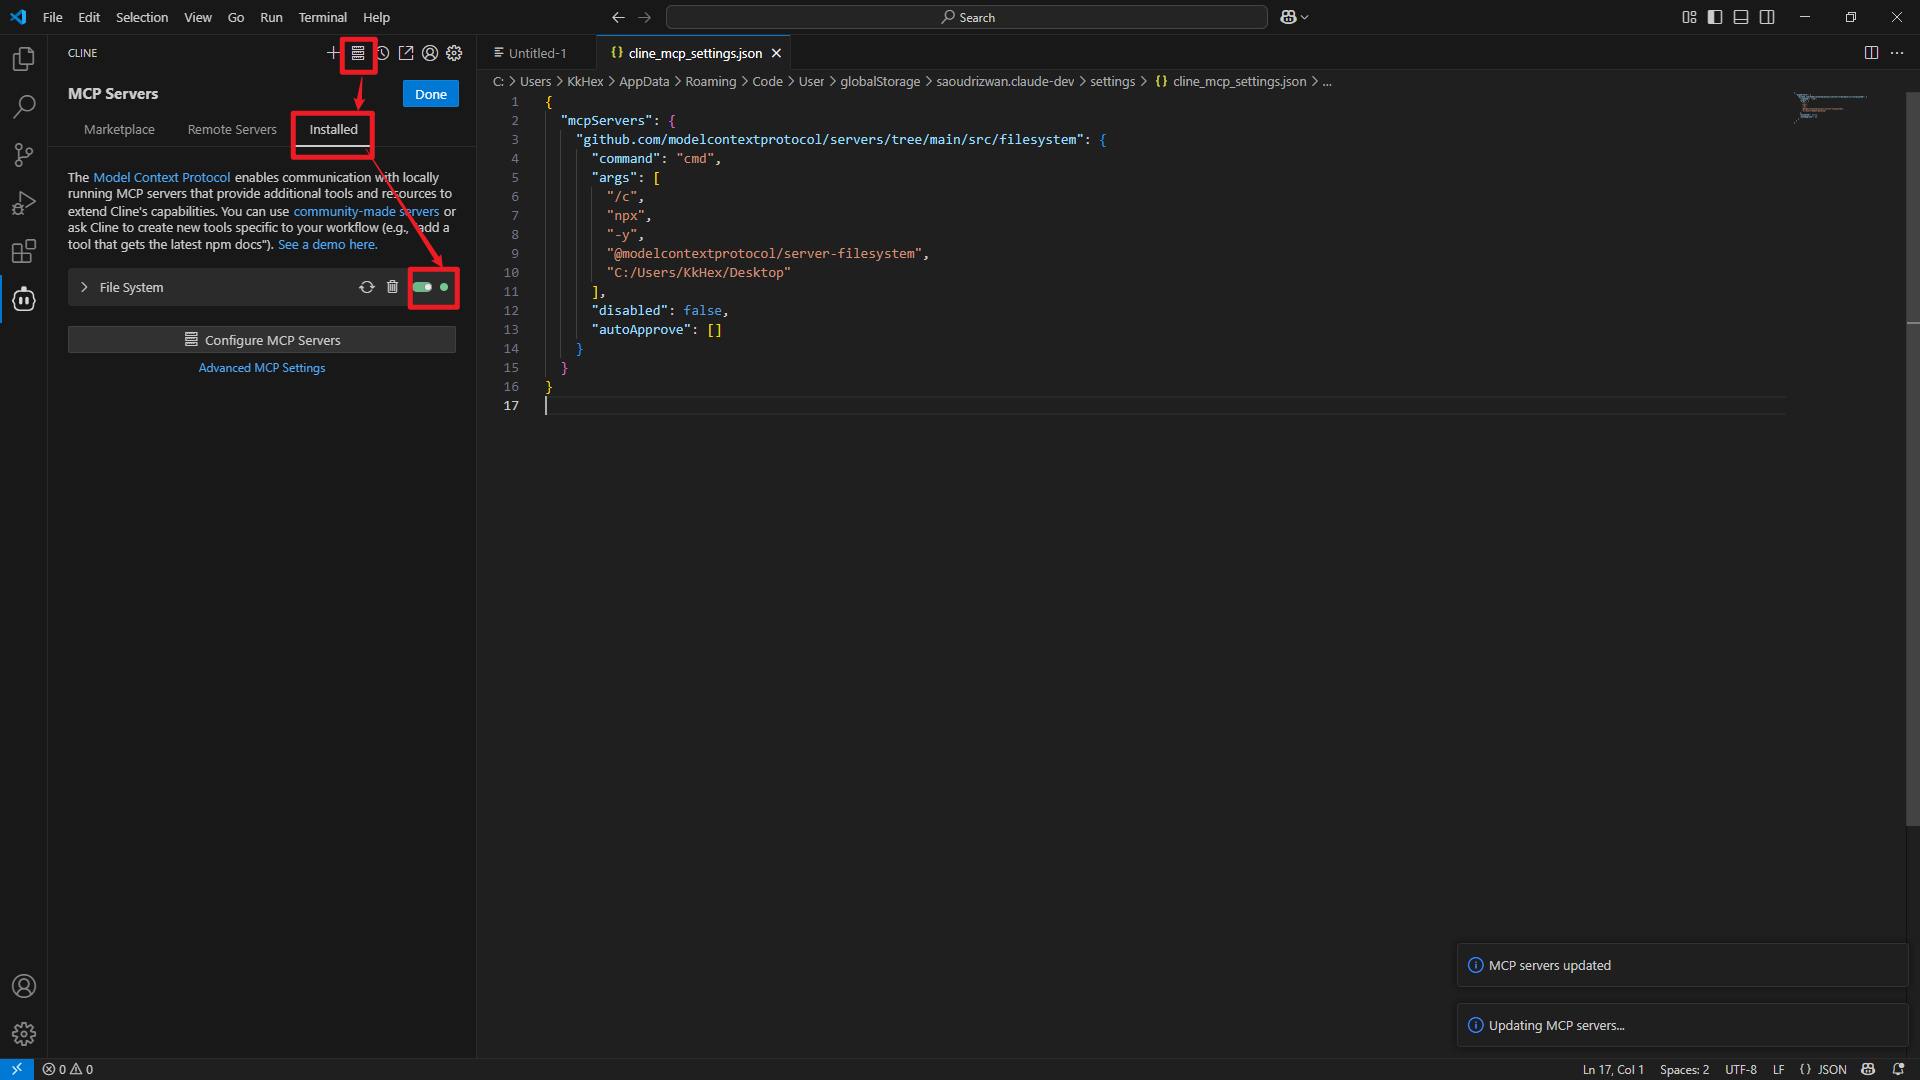 File Edit Selection View Go Run Terminal Help
Search
CLINE
MCP Servers
Done
Marketplace
Remote Servers
Installed
The Model Context Protocol enables communication with locally
running MCP servers that provide additional tools and resources to
extend Cline's capabilities. You can use community-made servers or
ask Cline to create new tools specific to your workflow (e.g., "add a
tool that gets the latest npm docs"). See a demo here.
File System
Configure MCP Servers
Advanced MCP Settings
Untitled-1
{} cline_mcp_settings.json
C: > Users > KkHex > AppData > Roaming > Code > User > globalStorage > saoudrizwan.claude-dev > settings > {} cline_mcp_settings.json > ...
1 {
2 "mcpServers": {
3 "github.com/modelcontextprotocol/servers/tree/main/src/filesystem": {
4 "command": "cmd",
5 "args": [
6 "/c",
7 "npx",
8 "-y",
9 "@modelcontextprotocol/server-filesystem",
10 "C:/Users/KkHex/Desktop"
11 ],
12 "disabled": false,
13 "autoApprove": []
14 }
15 }
16 }
17
MCP servers updated
Updating MCP servers...
0 0
Ln 17, Col 1 Spaces: 2 UTF-8 LF {} JSON